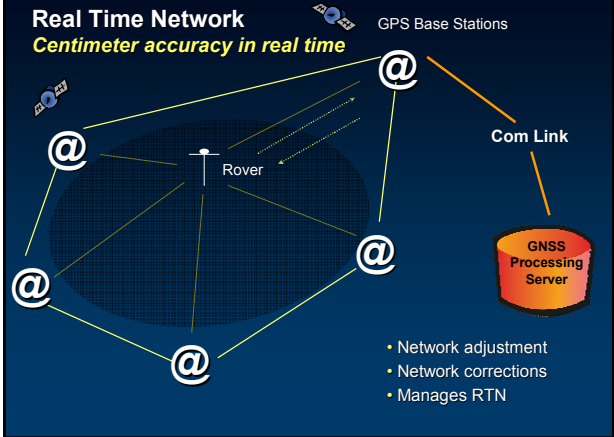 Real Time Network
Centimeter accuracy in real time
GPS Base Stations
@
Com Link
@
Rover
@
GNSS
Processing
Server
@
@
• Network adjustment
• Network corrections
• Manages RTN